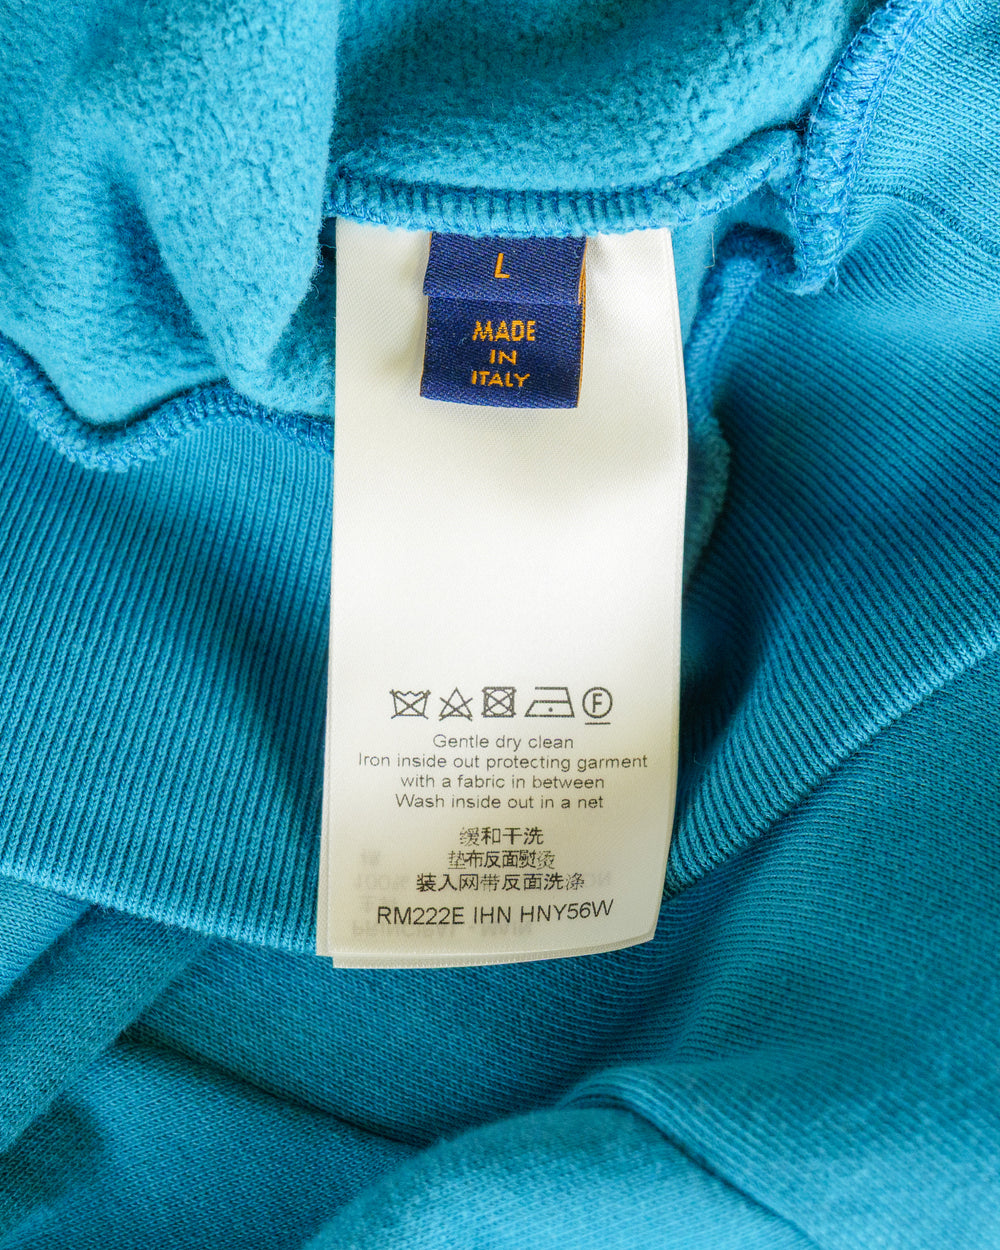 L
MADE
IN
ITALY
F
Gentle dry clean
Iron inside out protecting garment
with a fabric in between
Wash inside out in a net
缓和干洗
垫布反面熨烫
装入网带反面洗涤
RM222E IHN HNY56W